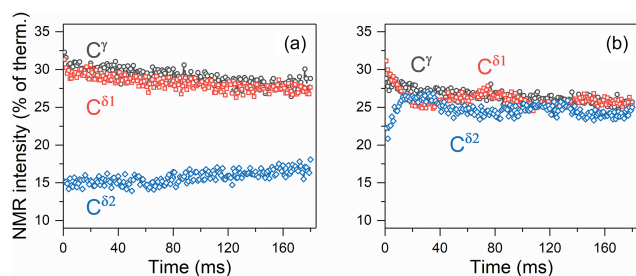 NMR intensity (% of therm.)
35
30
25
20
15
10
0 40 80 120 160
Time (ms)
(a)
Cᵞ
Cᵟ¹
Cᵟ²
35
30
25
20
15
10
0 40 80 120 160
Time (ms)
(b)
Cᵞ
Cᵟ¹
Cᵟ²